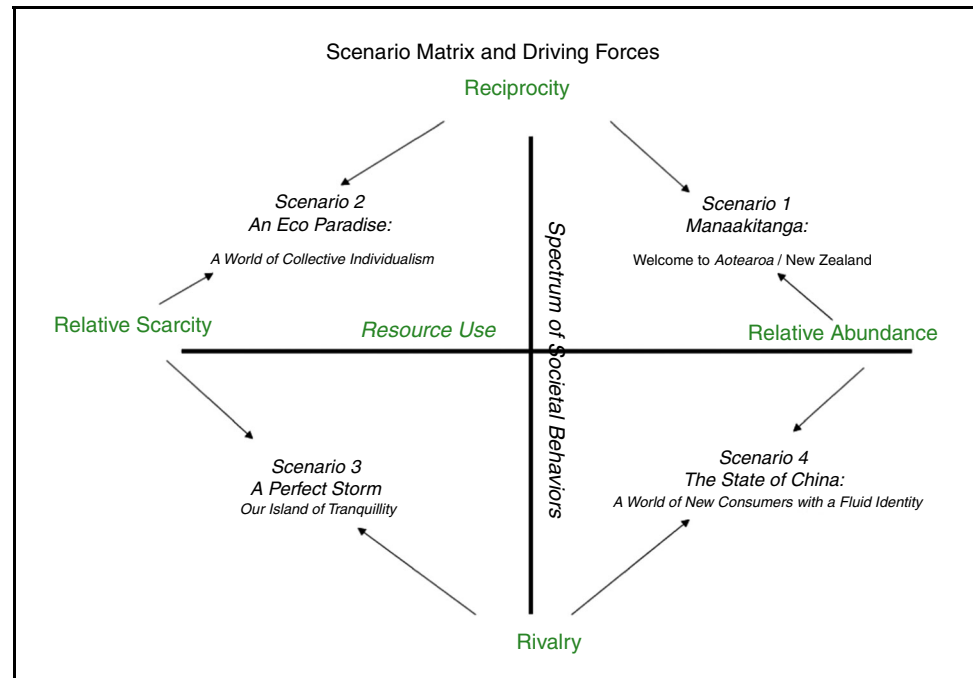 Scenario Matrix and Driving Forces
Reciprocity
Scenario 2
An Eco Paradise:
A World of Collective Individualism
Scenario 1
Manaakitanga:
Welcome to Aotearoa / New Zealand
Spectrum of Societal Behaviors
Relative Scarcity
Resource Use
Relative Abundance
Scenario 3
A Perfect Storm
Our Island of Tranquillity
Scenario 4
The State of China:
A World of New Consumers with a Fluid Identity
Rivalry